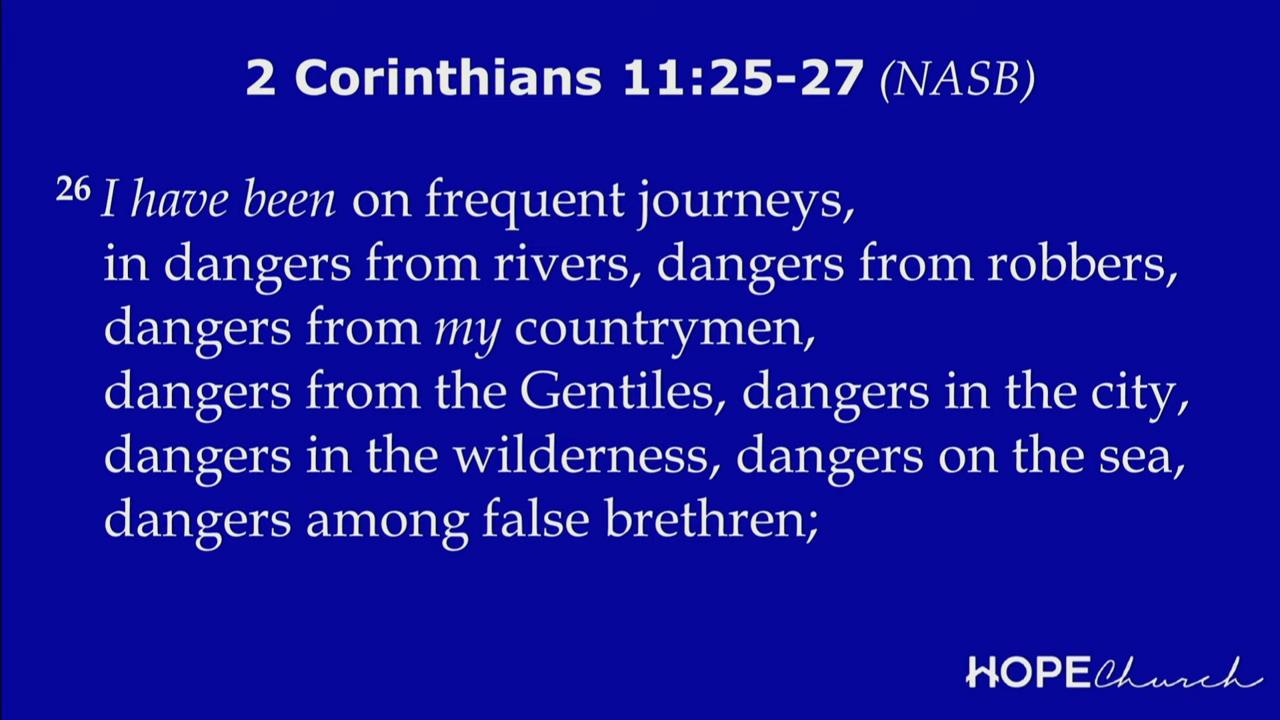 2 Corinthians 11:25-27 (NASB)
26 I have been on frequent journeys,
in dangers from rivers, dangers from robbers,
dangers from my countrymen,
dangers from the Gentiles, dangers in the city,
dangers in the wilderness, dangers on the sea,
dangers among false brethren;
HOPE Church